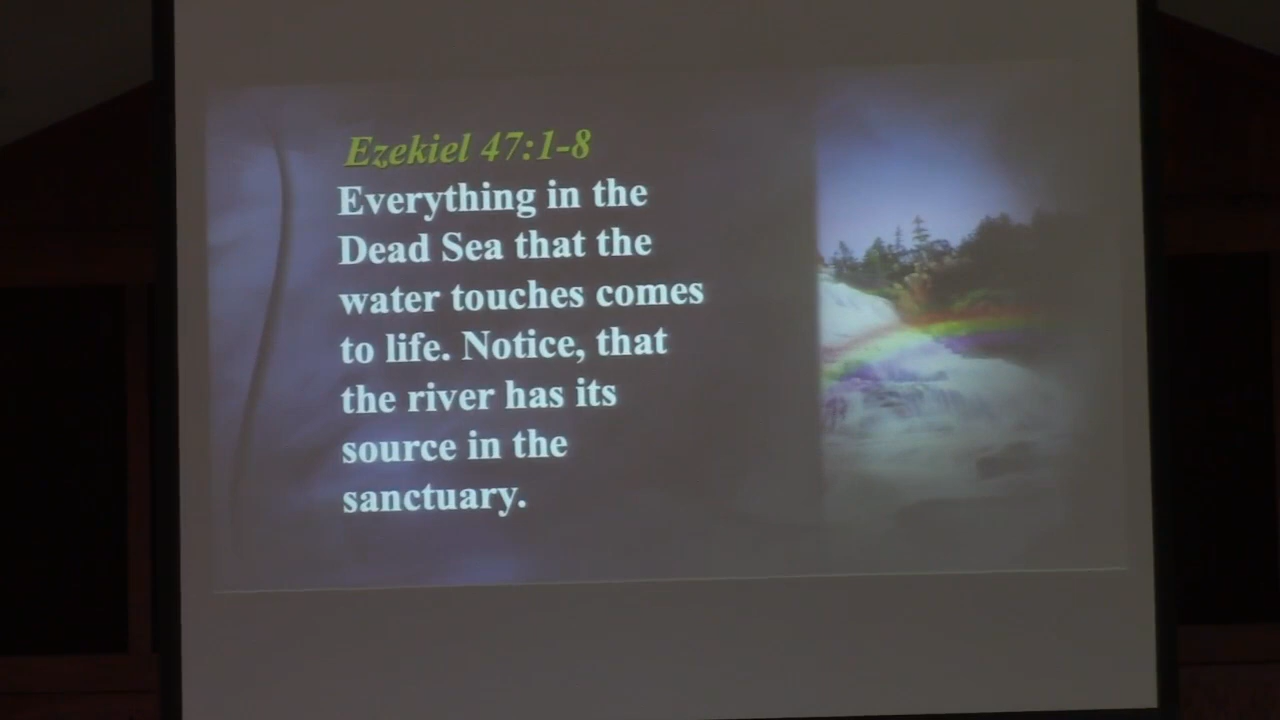 Ezekiel 47:1-8
Everything in the
Dead Sea that the
water touches comes
to life. Notice, that
the river has its
source in the
sanctuary.